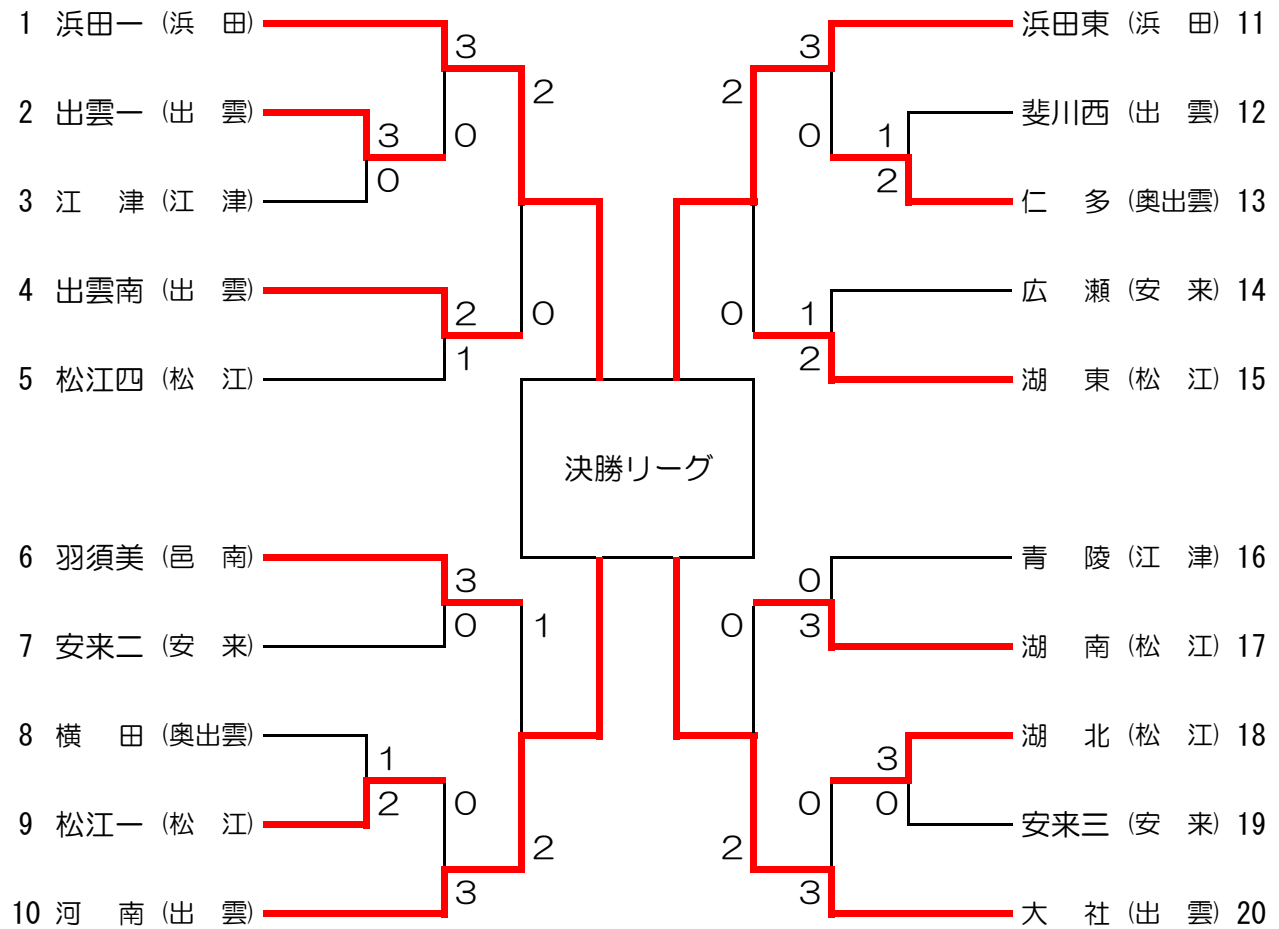 1 浜田一 (浜　田)
3
2
2 出雲一 (出　雲)
3
0
0
3 江　津 (江　津)
4 出雲南 (出　雲)
2
0
1
5 松江四 (松　江)
6 羽須美 (邑　南)
3
0
1
7 安来二 (安　来)
8 横　田 (奥出雲)
1
2
0
9 松江一 (松　江)
2
3
10 河　南 (出　雲)
決勝リーグ
浜田東 (浜　田) 11
3
2
斐川西 (出　雲) 12
0
1
2
仁　多 (奥出雲) 13
広　瀬 (安　来) 14
0
1
2
湖　東 (松　江) 15
青　陵 (江　津) 16
0
0
3
湖　南 (松　江) 17
湖　北 (松　江) 18
3
0
0
安来三 (安　来) 19
2
3
大　社 (出　雲) 20